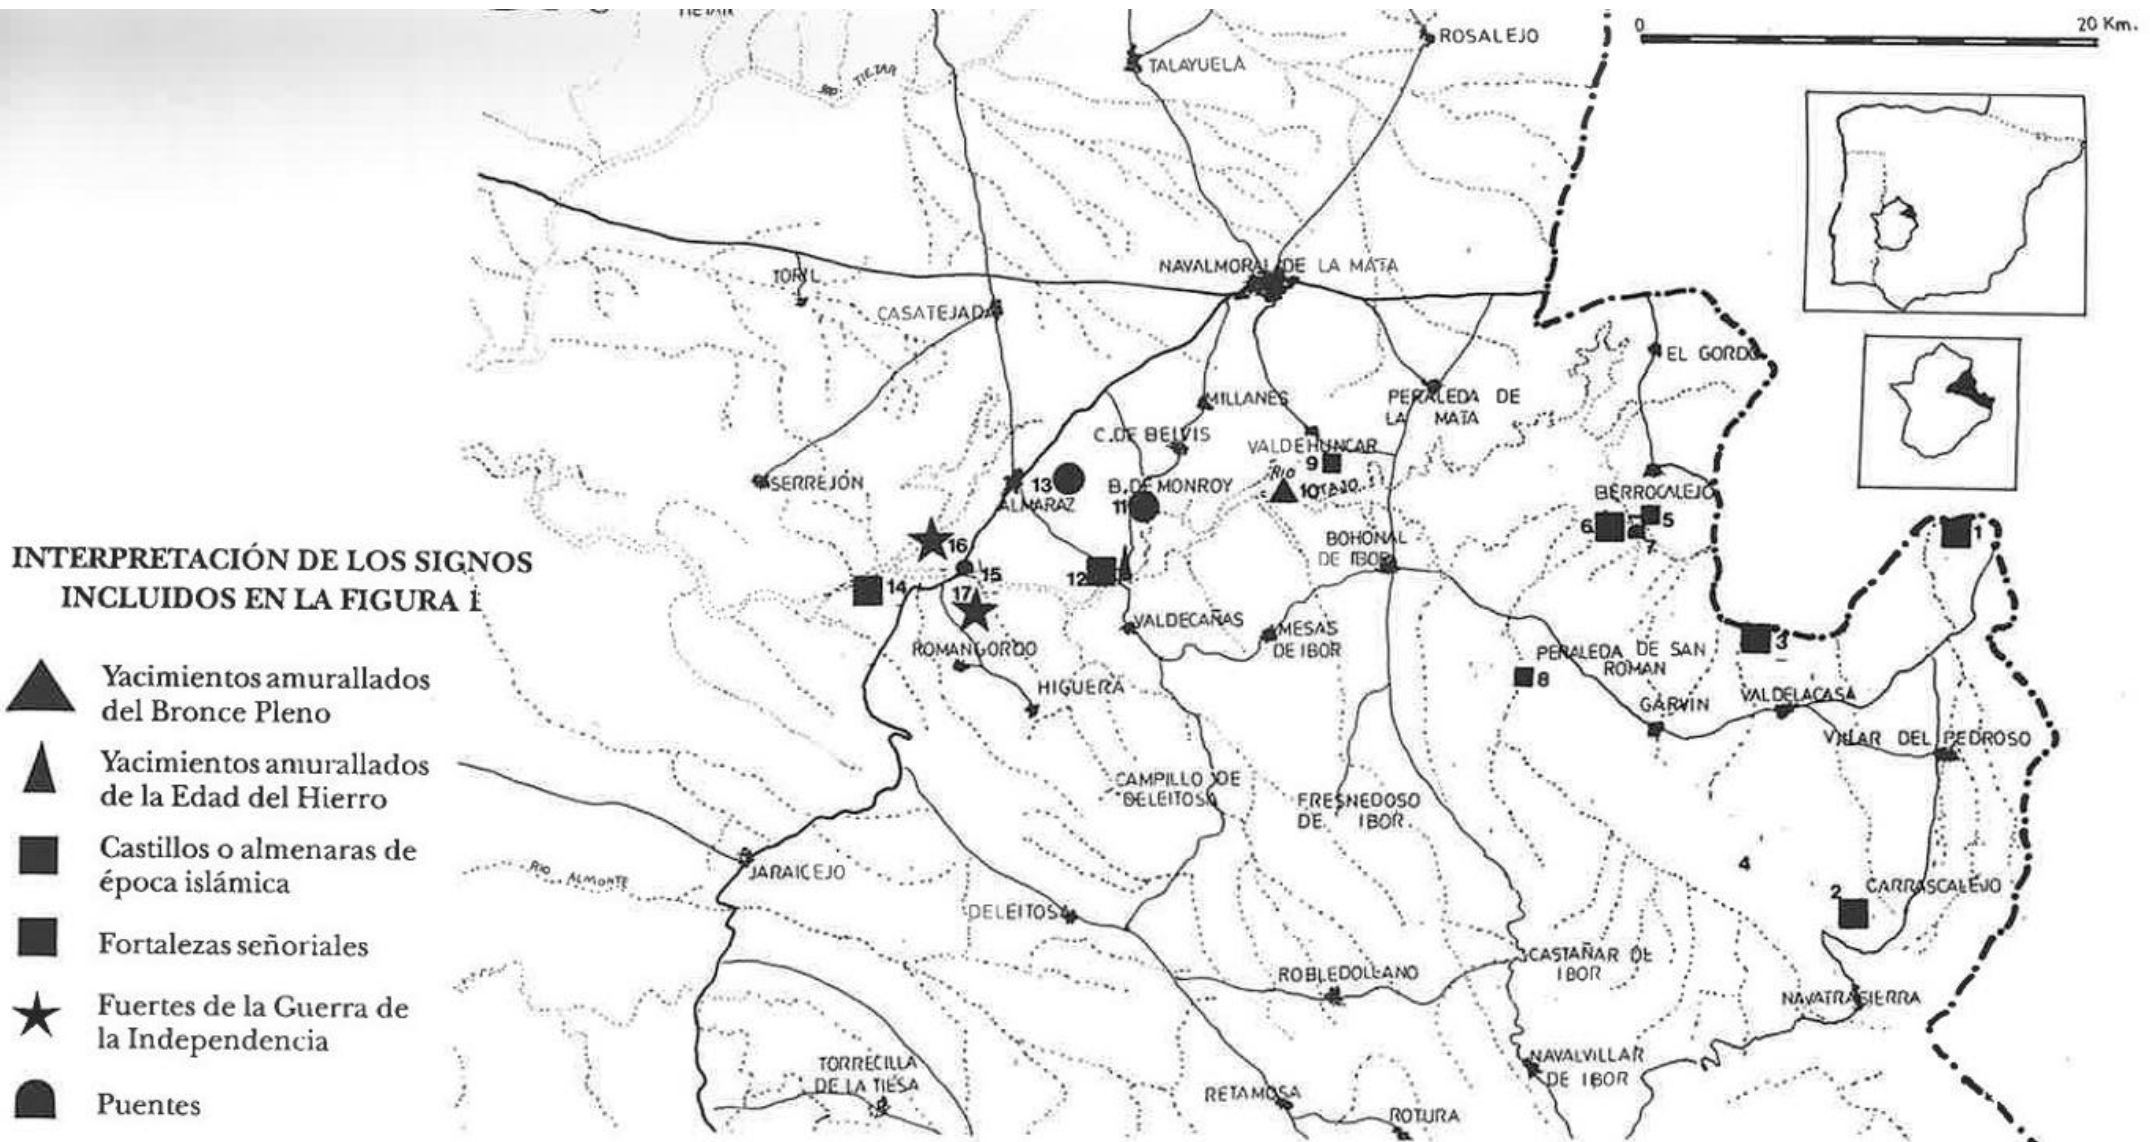 TIETAR
ROSALEJO
0
20 Km.
TALAYUELA
RIO TIETAR
NAVALMORAL DE LA MATA
TORIL
CASATEJADA
EL GORDO
MILLANES
PERALEDA DE
LA MATA
C. DE BELVIS
VALDEHUNCAR
9
SERREJÓN
13
ALMARAZ
B. DE MONROY
11
RIO
TAJO
10
BERROCALEJO
6
5
7
1
BOHONAL
DE IBOR
16
15
14
12
17
VALDECAÑAS
MESAS
DE IBOR
ROMANGORDO
HIGUERA
PERALEDA DE SAN
ROMAN
3
8
GARVIN
VALDELACASA
VILLAR DEL PEDROSO
CAMPILLO DE
DELEITOSA
FRESNEDOSO
DE IBOR.
4
2
CARRASCALEJO
JARAICEJO
RIO ALMONTE
DELEITOSA
CASTAÑAR DE
IBOR
ROBLEDOLLANO
NAVATRASIERRA
TORRECILLA
DE LA TIESA
NAVALVILLAR
DE IBOR
RETAMOSA
ROTURA
INTERPRETACIÓN DE LOS SIGNOS
INCLUIDOS EN LA FIGURA 1
Yacimientos amurallados
del Bronce Pleno
Yacimientos amurallados
de la Edad del Hierro
Castillos o almenaras de
época islámica
Fortalezas señoriales
Fuertes de la Guerra de
la Independencia
Puentes